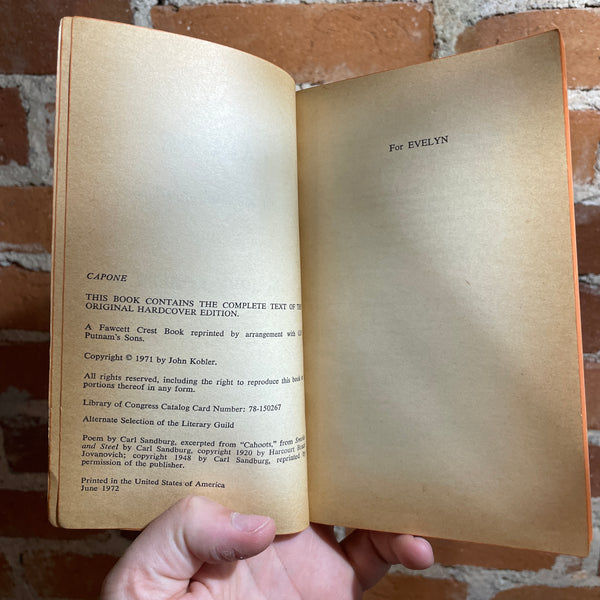 CAPONE
THIS BOOK CONTAINS THE COMPLETE TEXT OF THE
ORIGINAL HARDCOVER EDITION.
A Fawcett Crest Book reprinted by arrangement with
Putnam's Sons.
Copyright © 1971 by John Kobler.
All rights reserved, including the right to reproduce this book
portions thereof in any form.
Library of Congress Catalog Card Number: 78-150267
Alternate Selection of the Literary Guild
Poem by Carl Sandburg, excerpted from "Cahoots," from
and Steel by Carl Sandburg, copyright 1920 by Harcourt
Jovanovich; copyright 1948 by Carl Sandburg, reprinted
permission of the publisher.
Printed in the United States of America
June 1972
For EVELYN